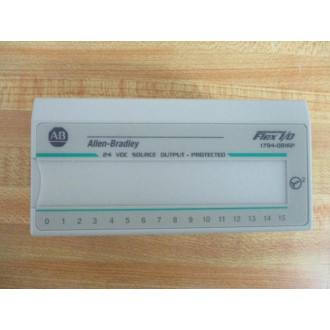 AB
Allen-Bradley
Flex I/O
1794-OB16P
24 VDC SOURCE OUTPUT - PROTECTED
2
0 1 2 3 4 5 6 7 8 9 10 11 12 13 14 15